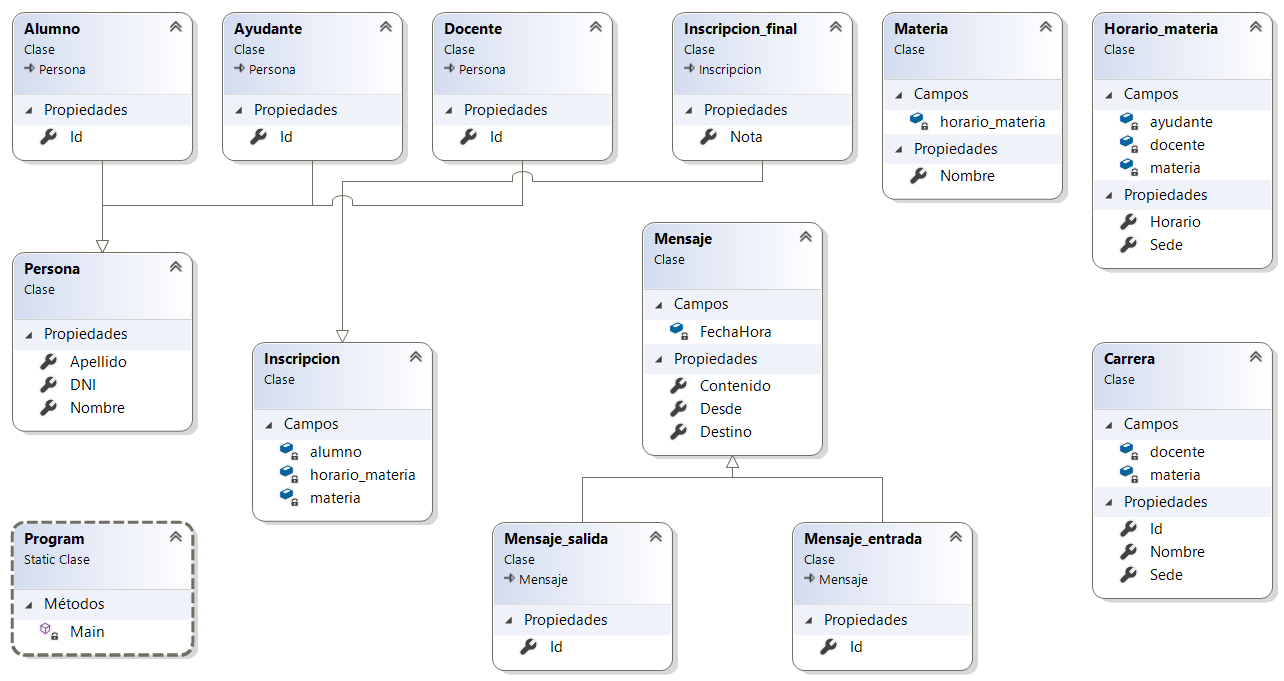 Alumno
Clase
Persona
Propiedades
Id
Ayudante
Clase
Persona
Propiedades
Id
Docente
Clase
Persona
Propiedades
Id
Inscripcion_final
Clase
Inscripcion
Propiedades
Nota
Materia
Clase
Campos
horario_materia
Propiedades
Nombre
Horario_materia
Clase
Campos
ayudante
docente
materia
Propiedades
Horario
Sede
Persona
Clase
Propiedades
Apellido
DNI
Nombre
Inscripcion
Clase
Campos
alumno
horario_materia
materia
Mensaje
Clase
Campos
FechaHora
Propiedades
Contenido
Desde
Destino
Carrera
Clase
Campos
docente
materia
Propiedades
Id
Nombre
Sede
Program
Static Clase
Métodos
Main
Mensaje_salida
Clase
Mensaje
Propiedades
Id
Mensaje_entrada
Clase
Mensaje
Propiedades
Id